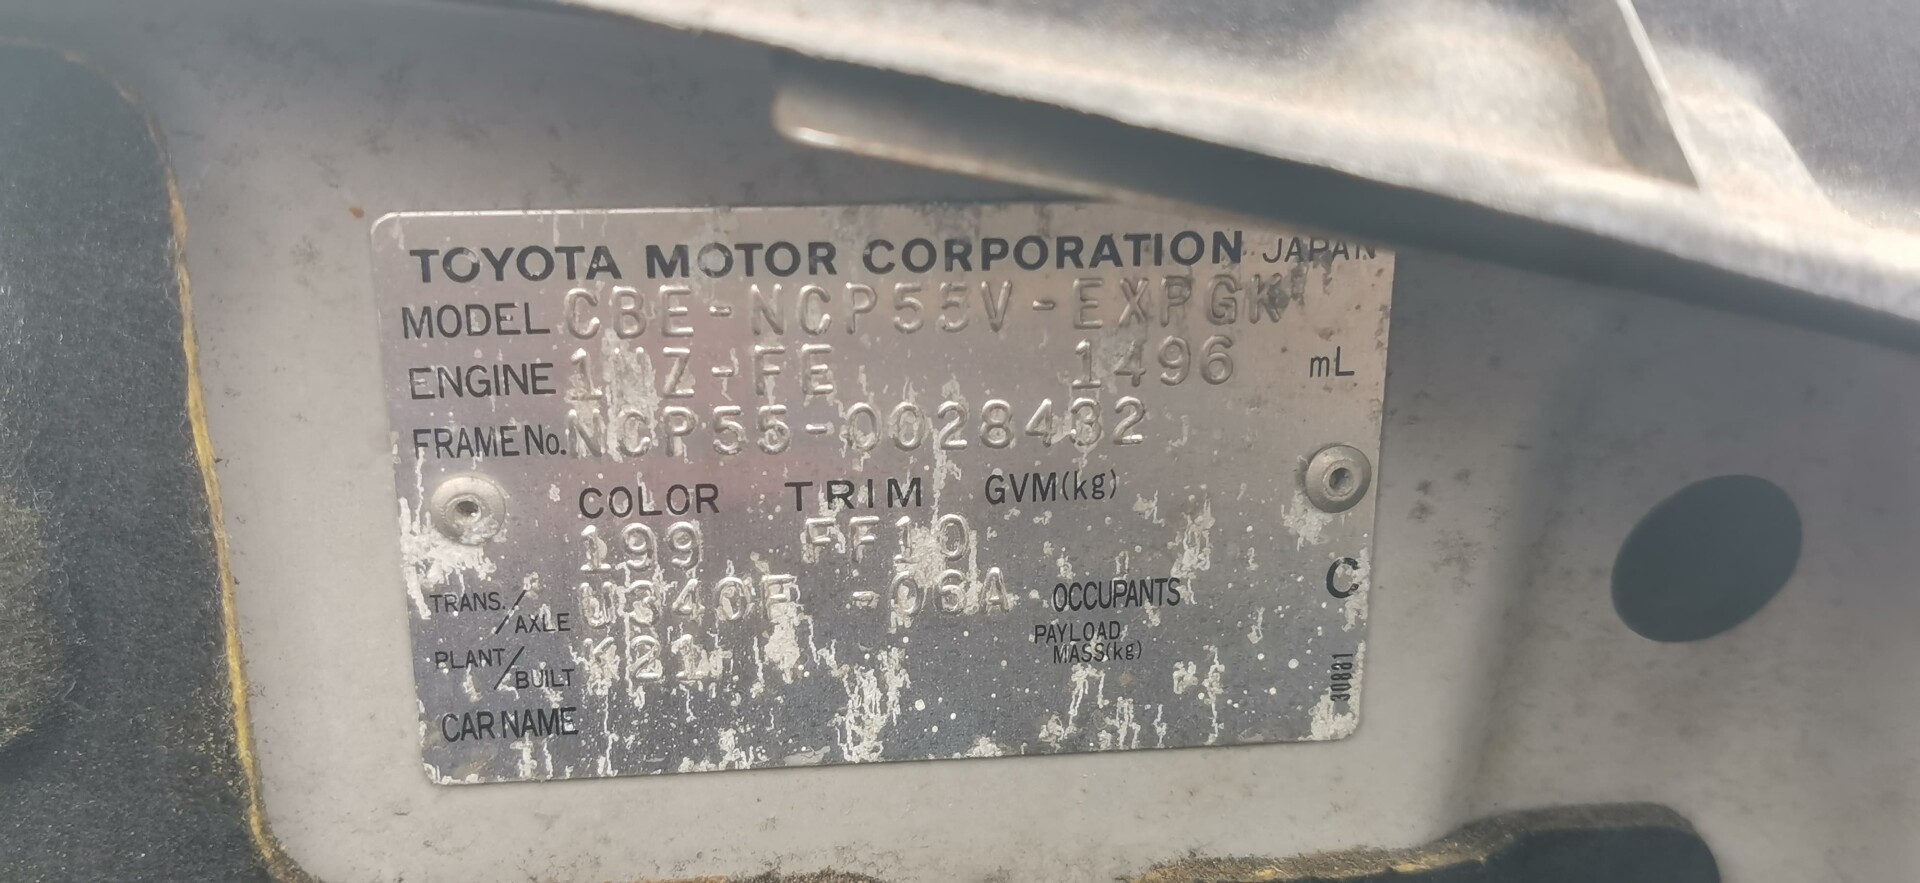 TOYOTA MOTOR CORPORATION JAPAN
MODEL CBE-NCP55V-EXPGK
ENGINE 1NZ-FE 1496 mL
FRAME No. NCP55-0028432
COLOR TRIM GVM(kg)
199 FF10
TRANS./AXLE U340E -06A OCCUPANTS C
PAYLOAD MASS(kg)
PLANT/BUILT
CAR NAME
30881